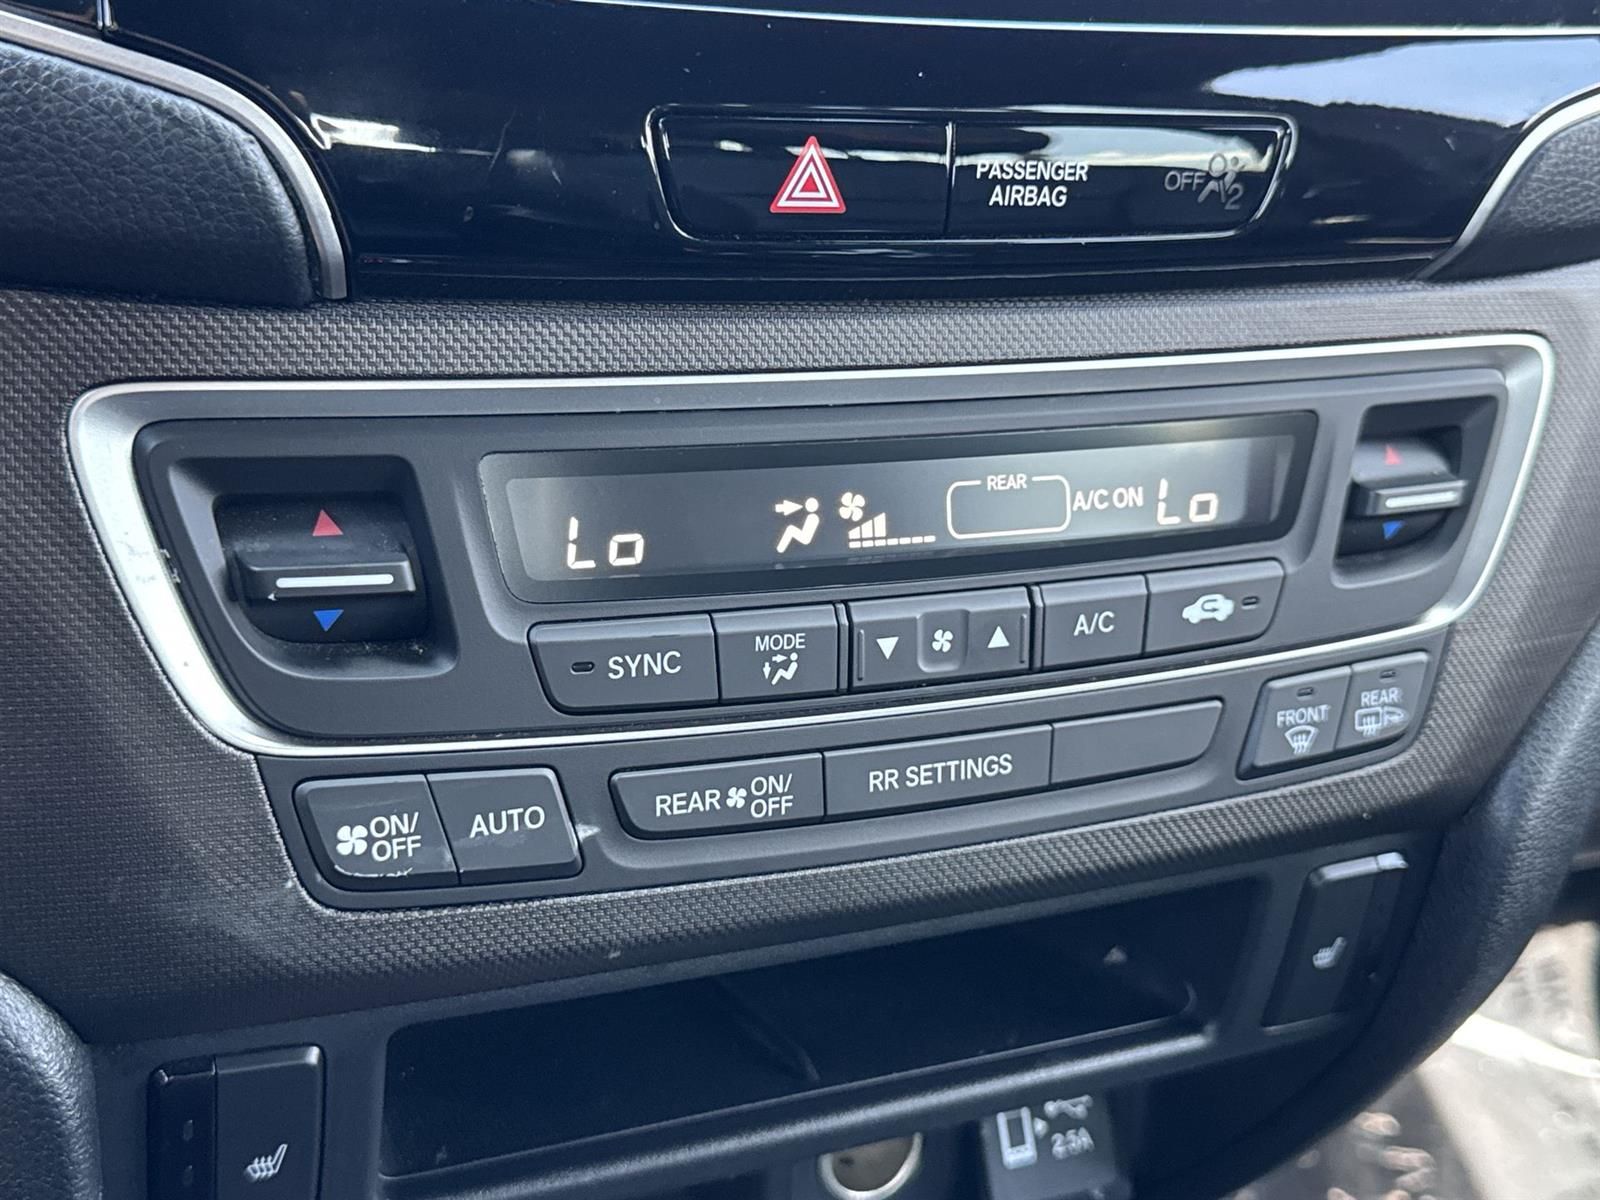 PASSENGER
AIRBAG
OFF
2
Lo
REAR
A/C ON
Lo
SYNC
MODE
A/C
FRONT
REAR
ON/
OFF
AUTO
REAR
ON/
OFF
RR SETTINGS
2.5A